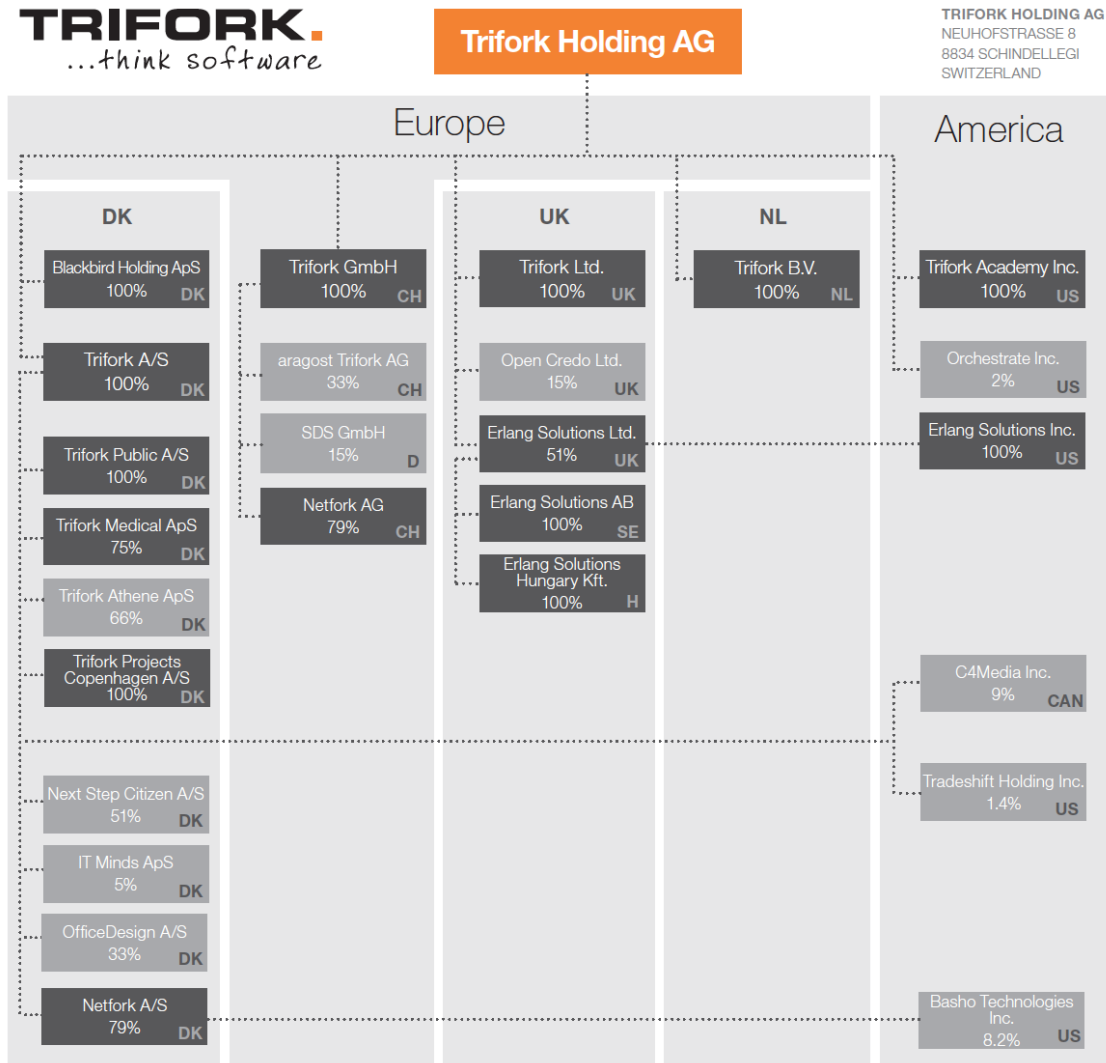 TRIFORK.
...think software
Trifork Holding AG
TRIFORK HOLDING AG
NEUHOFSTRASSE 8
8834 SCHINDELLEGI
SWITZERLAND
Europe
America
DK
UK
NL
Blackbird Holding ApS
100% DK
Trifork A/S
100% DK
Trifork Public A/S
100% DK
Trifork Medical ApS
75% DK
Trifork Athene ApS
66% DK
Trifork Projects
Copenhagen A/S
100% DK
Next Step Citizen A/S
51% DK
IT Minds ApS
5% DK
OfficeDesign A/S
33% DK
Netfork A/S
79% DK
Trifork GmbH
100% CH
aragost Trifork AG
33% CH
SDS GmbH
15% D
Netfork AG
79% CH
Trifork Ltd.
100% UK
Open Credo Ltd.
15% UK
Erlang Solutions Ltd.
51% UK
Erlang Solutions AB
100% SE
Erlang Solutions
Hungary Kft.
100% H
Trifork B.V.
100% NL
Trifork Academy Inc.
100% US
Orchestrate Inc.
2% US
Erlang Solutions Inc.
100% US
C4Media Inc.
9% CAN
Tradeshift Holding Inc.
1.4% US
Basho Technologies
Inc.
8.2% US